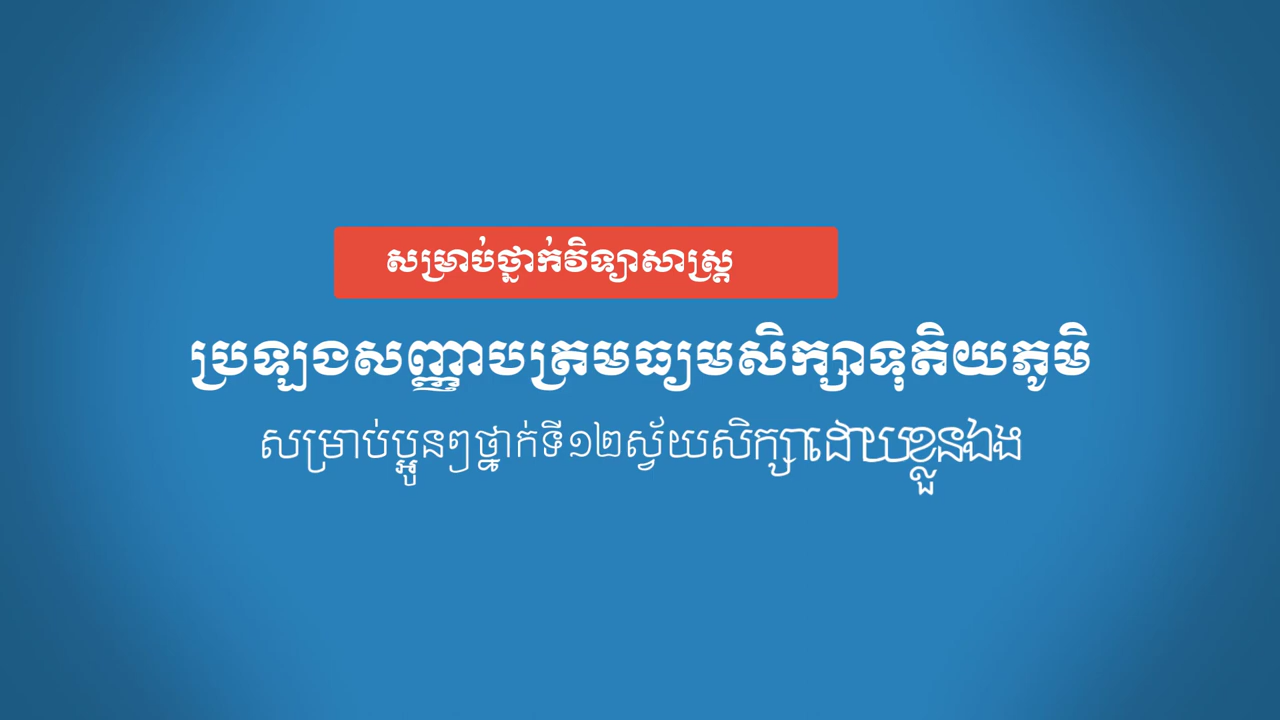 សម្រាប់ថ្នាក់វិទ្យាសាស្ត្រ
ប្រឡងសញ្ញាបត្រមធ្យមសិក្សាទុតិយភូមិ
សម្រាប់ប្អូនៗថ្នាក់ទី១២ស្វ័យសិក្សាដោយខ្លួនឯង